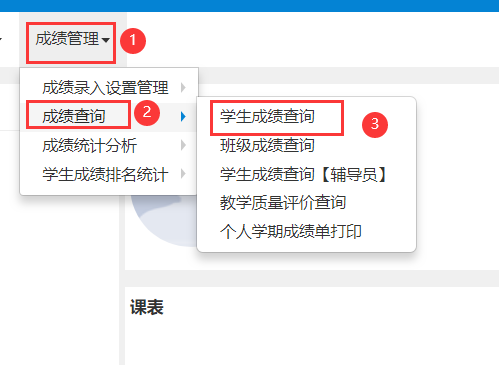 成绩管理 1
成绩录入设置管理
成绩查询 2
成绩统计分析
学生成绩排名统计
学生成绩查询 3
班级成绩查询
学生成绩查询【辅导员】
教学质量评价查询
个人学期成绩单打印
课表